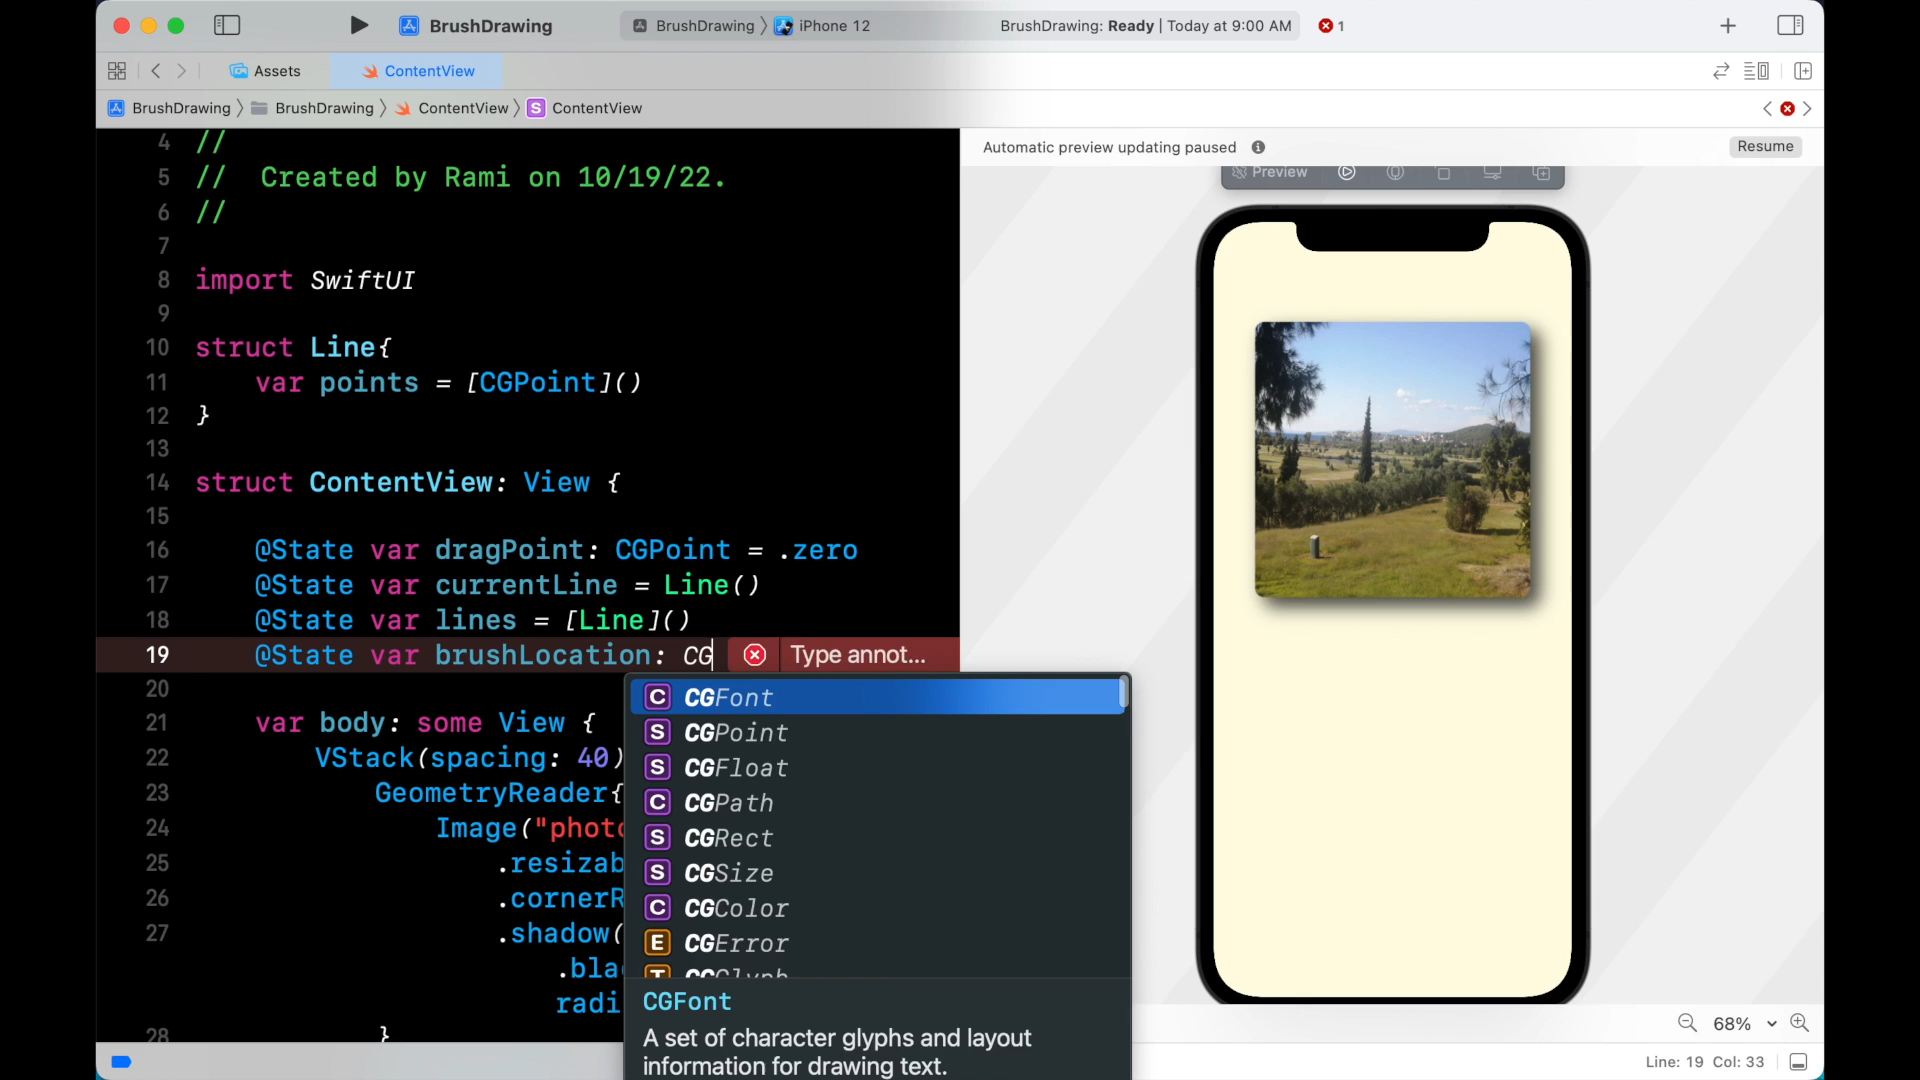 BrushDrawing
BrushDrawing
iPhone 12
BrushDrawing: Ready | Today at 9:00 AM
1
Assets
ContentView
BrushDrawing
BrushDrawing
ContentView
S
ContentView
Automatic preview updating paused
Resume
Preview
4 //
5 //  Created by Rami on 10/19/22.
6 //
7
8 import SwiftUI
9
10 struct Line{
11     var points = [CGPoint]()
12 }
13
14 struct ContentView: View {
15
16     @State var dragPoint: CGPoint = .zero
17     @State var currentLine = Line()
18     @State var lines = [Line]()
19     @State var brushLocation: CG
Type annot...
20
21     var body: some View {
22         VStack(spacing: 40)
23             GeometryReader{
24                 Image("photo
25                     .resizab
26                     .cornerR
27                     .shadow(
.bla
radi
28             }
C CGFont
S CGPoint
S CGFloat
C CGPath
S CGRect
S CGSize
C CGColor
E CGError
T CGGlyph
CGFont
A set of character glyphs and layout
information for drawing text.
68%
Line: 19 Col: 33